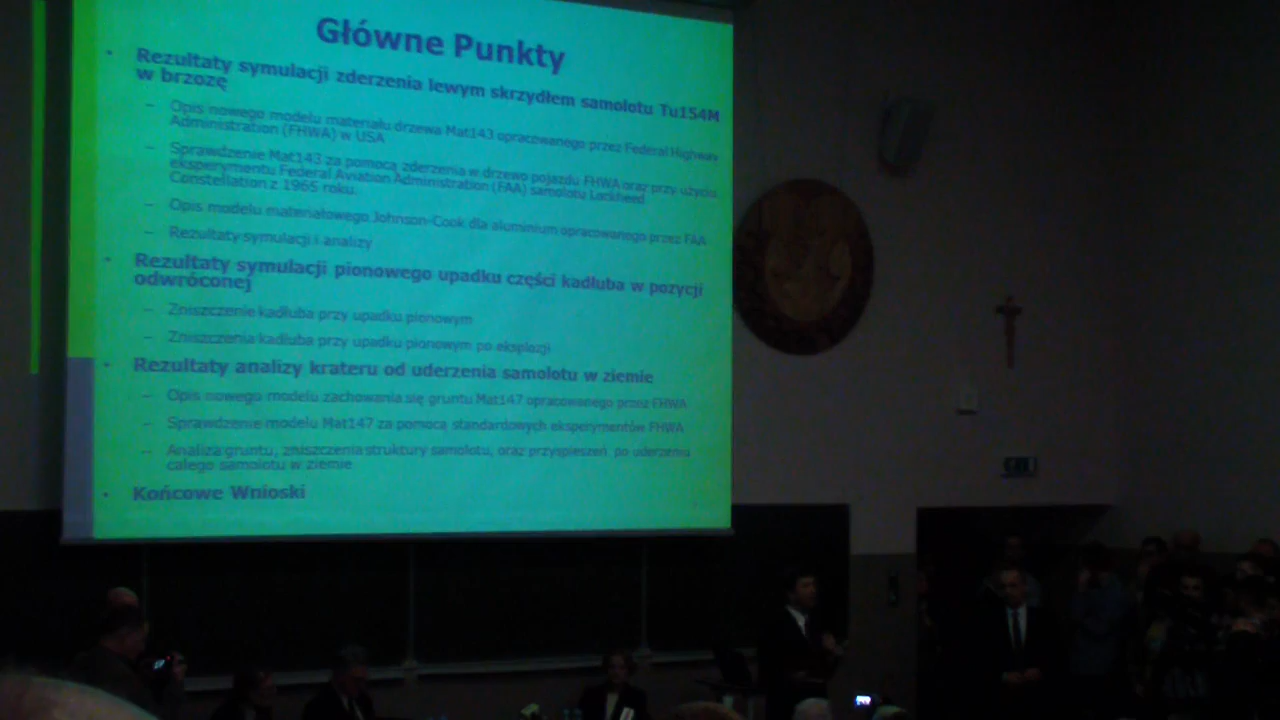 Główne Punkty
• Rezultaty symulacji zderzenia lewym skrzydłem samolotu Tu154M
w brzozę
– Opis nowego modelu materiału drzewa Mat143 opracowanego przez Federal Highway
Administration (FHWA) w USA
– Sprawdzenie Mat143 za pomocą zderzenia w drzewo pojazdu FHWA oraz przy użyciu
eksperymentu Federal Aviation Administration (FAA) samolotu Lockheed
Constellation z 1965 roku.
– Opis modelu materiałowego Johnson-Cook dla aluminium opracowanego przez FAA
– Rezultaty symulacji i analizy
• Rezultaty symulacji pionowego upadku części kadłuba w pozycji
odwróconej
– Zniszczenie kadłuba przy upadku pionowym
– Zniszczenia kadłuba przy upadku pionowym po eksplozji
• Rezultaty analizy krateru od uderzenia samolotu w ziemie
– Opis nowego modelu zachowania się gruntu Mat147 opracowanego przez FHWA
– Sprawdzenie modelu Mat147 za pomocą standardowych eksperymentów FHWA
– Analiza gruntu, zniszczenia struktury samolotu, oraz przyspieszeń po uderzeniu
całego samolotu w ziemie
• Końcowe Wnioski